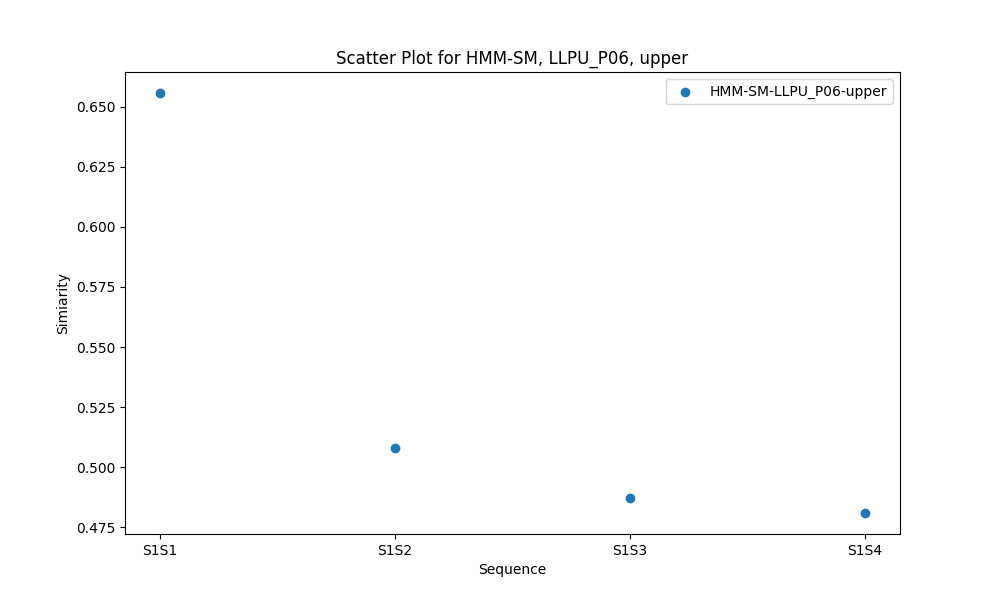 Scatter Plot for HMM-SM, LLPU_P06, upper
HMM-SM-LLPU_P06-upper
0.650
0.625
0.600
0.575
0.550
0.525
0.500
0.475
Simiarity
S1S1 S1S2 S1S3 S1S4
Sequence